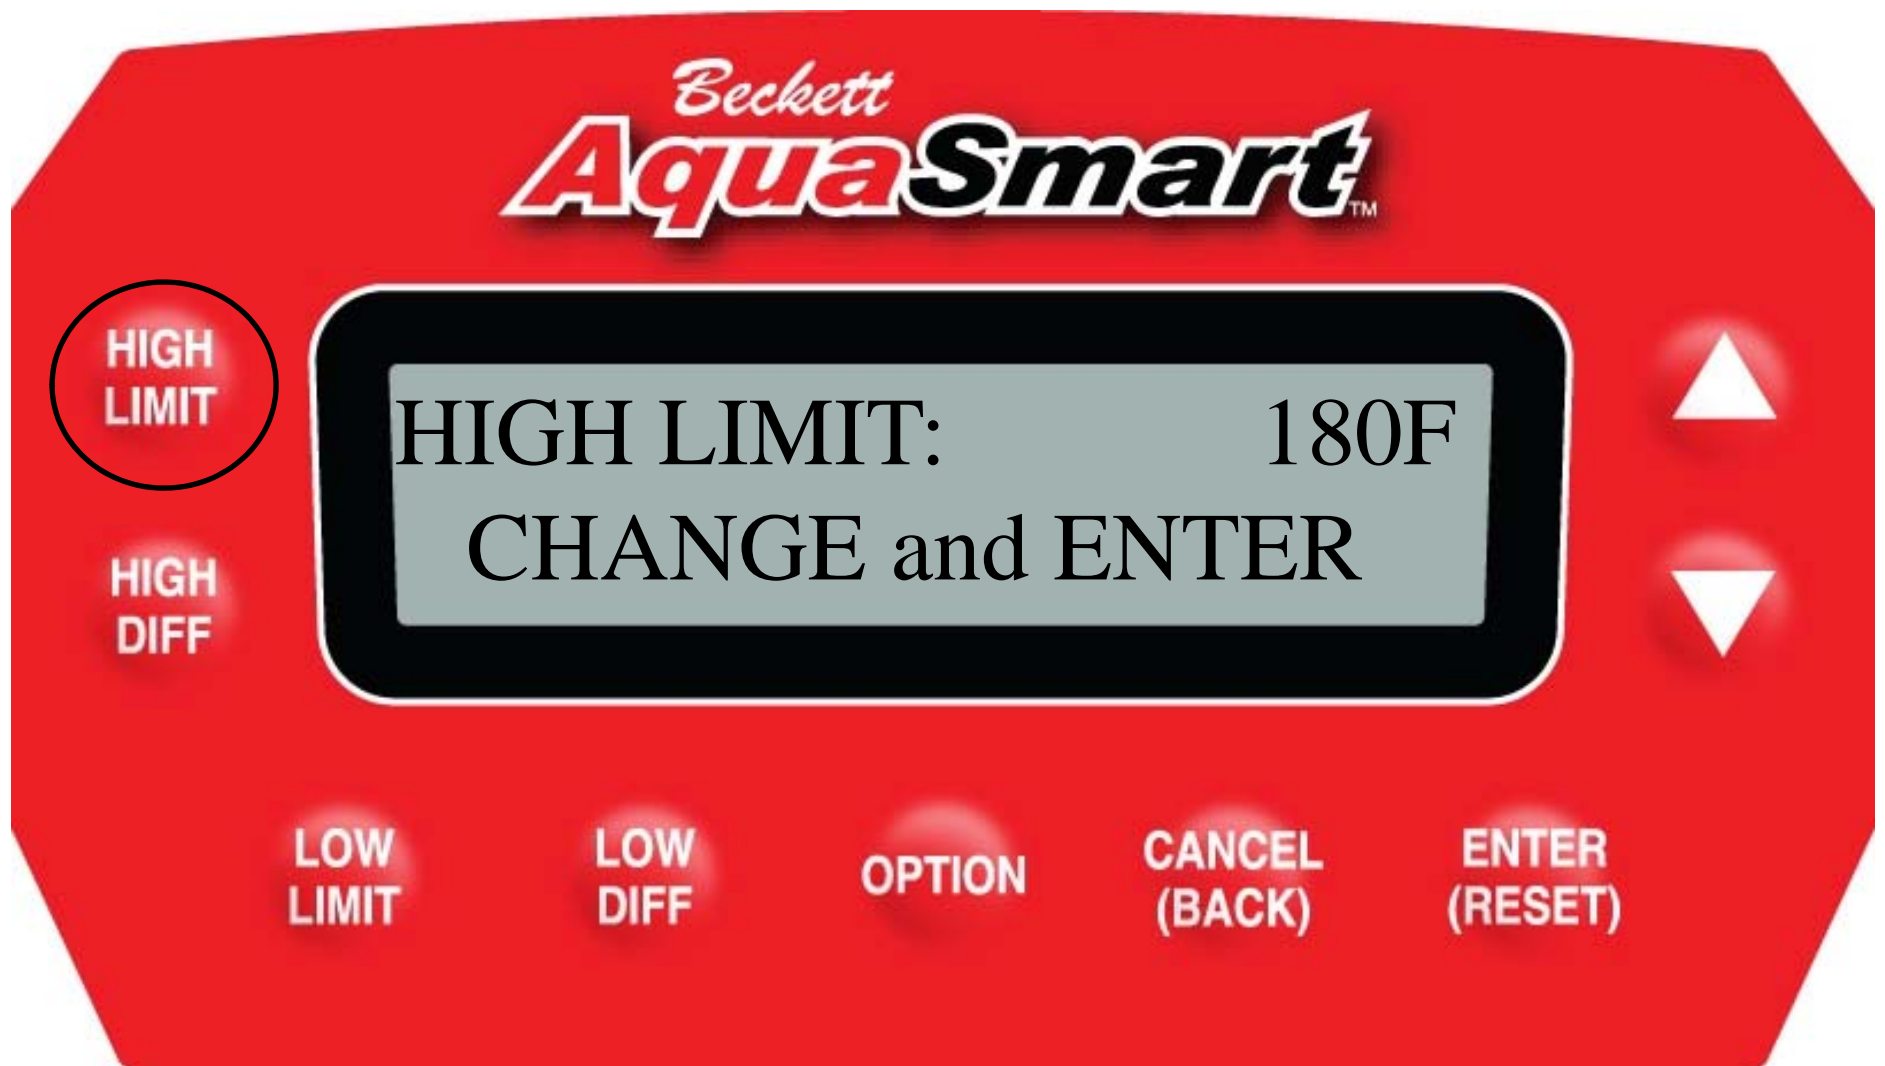 Beckett
AquaSmart™
HIGH
LIMIT
HIGH LIMIT: 180F
CHANGE and ENTER
HIGH
DIFF
LOW
LIMIT
LOW
DIFF
OPTION
CANCEL
(BACK)
ENTER
(RESET)